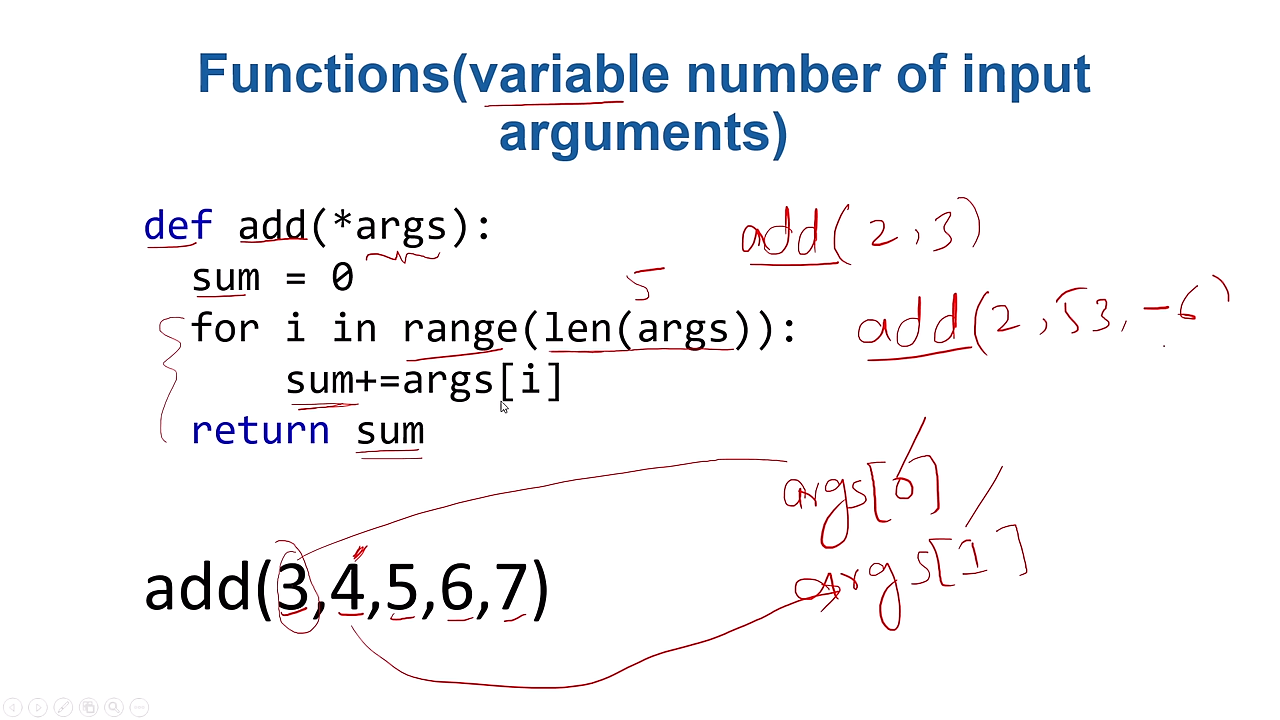 Functions(variable number of input
arguments)
def add(*args):
add(2,3)
sum = 0
5
for i in range(len(args)):
add(2,53,-6)
sum+=args[i]
return sum
args[0]
args[1]
add(3,4,5,6,7)